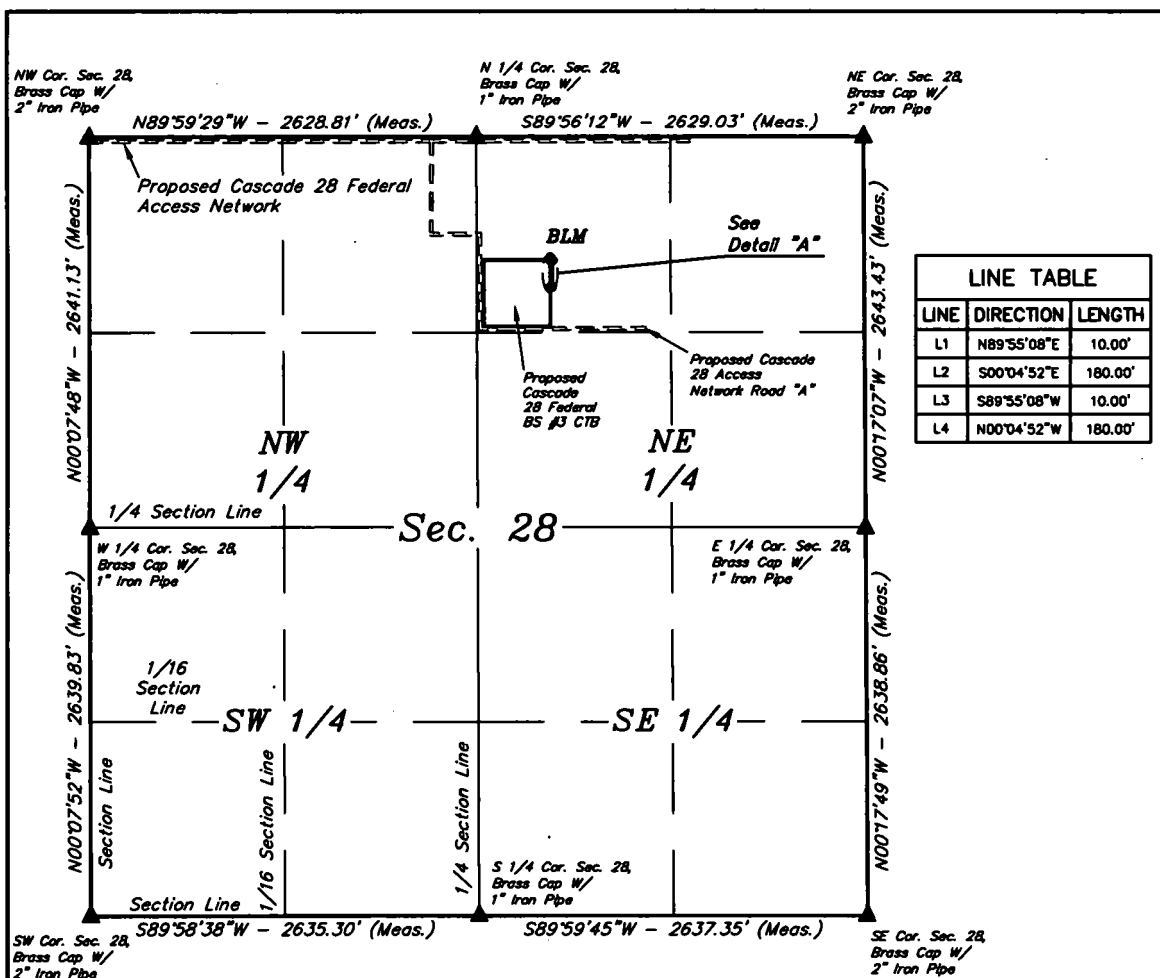 NW Cor. Sec. 28,
Brass Cap W/
2" Iron Pipe
N 1/4 Cor. Sec. 28,
Brass Cap W/
1" Iron Pipe
NE Cor. Sec. 28,
Brass Cap W/
2" Iron Pipe
N89°59'29"W - 2628.81' (Meas.)
S89°56'12"W - 2629.03' (Meas.)
Proposed Cascade 28 Federal
Access Network
BLM
See
Detail "A"
N00°07'48"W - 2641.13' (Meas.)
N00°17'07"W - 2643.43' (Meas.)
Proposed
Cascade
28 Federal
BS #3 CTB
Proposed Cascade
28 Access
Network Road "A"
LINE TABLE
LINE DIRECTION LENGTH
L1 N89°55'08"E 10.00'
L2 S00°04'52"E 180.00'
L3 S89°55'08"W 10.00'
L4 N00°04'52"W 180.00'
NW
1/4
NE
1/4
1/4 Section Line
Sec. 28
W 1/4 Cor. Sec. 28,
Brass Cap W/
1" Iron Pipe
E 1/4 Cor. Sec. 28,
Brass Cap W/
1" Iron Pipe
N00°07'52"W - 2639.83' (Meas.)
Section Line
1/16
Section
Line
SW 1/4
SE 1/4
1/16 Section Line
1/4 Section Line
N00°17'49"W - 2638.86' (Meas.)
S 1/4 Cor. Sec. 28,
Brass Cap W/
1" Iron Pipe
Section Line
S89°58'38"W - 2635.30' (Meas.)
S89°59'45"W - 2637.35' (Meas.)
SW Cor. Sec. 28,
Brass Cap W/
2" Iron Pipe
SE Cor. Sec. 28,
Brass Cap W/
2" Iron Pipe